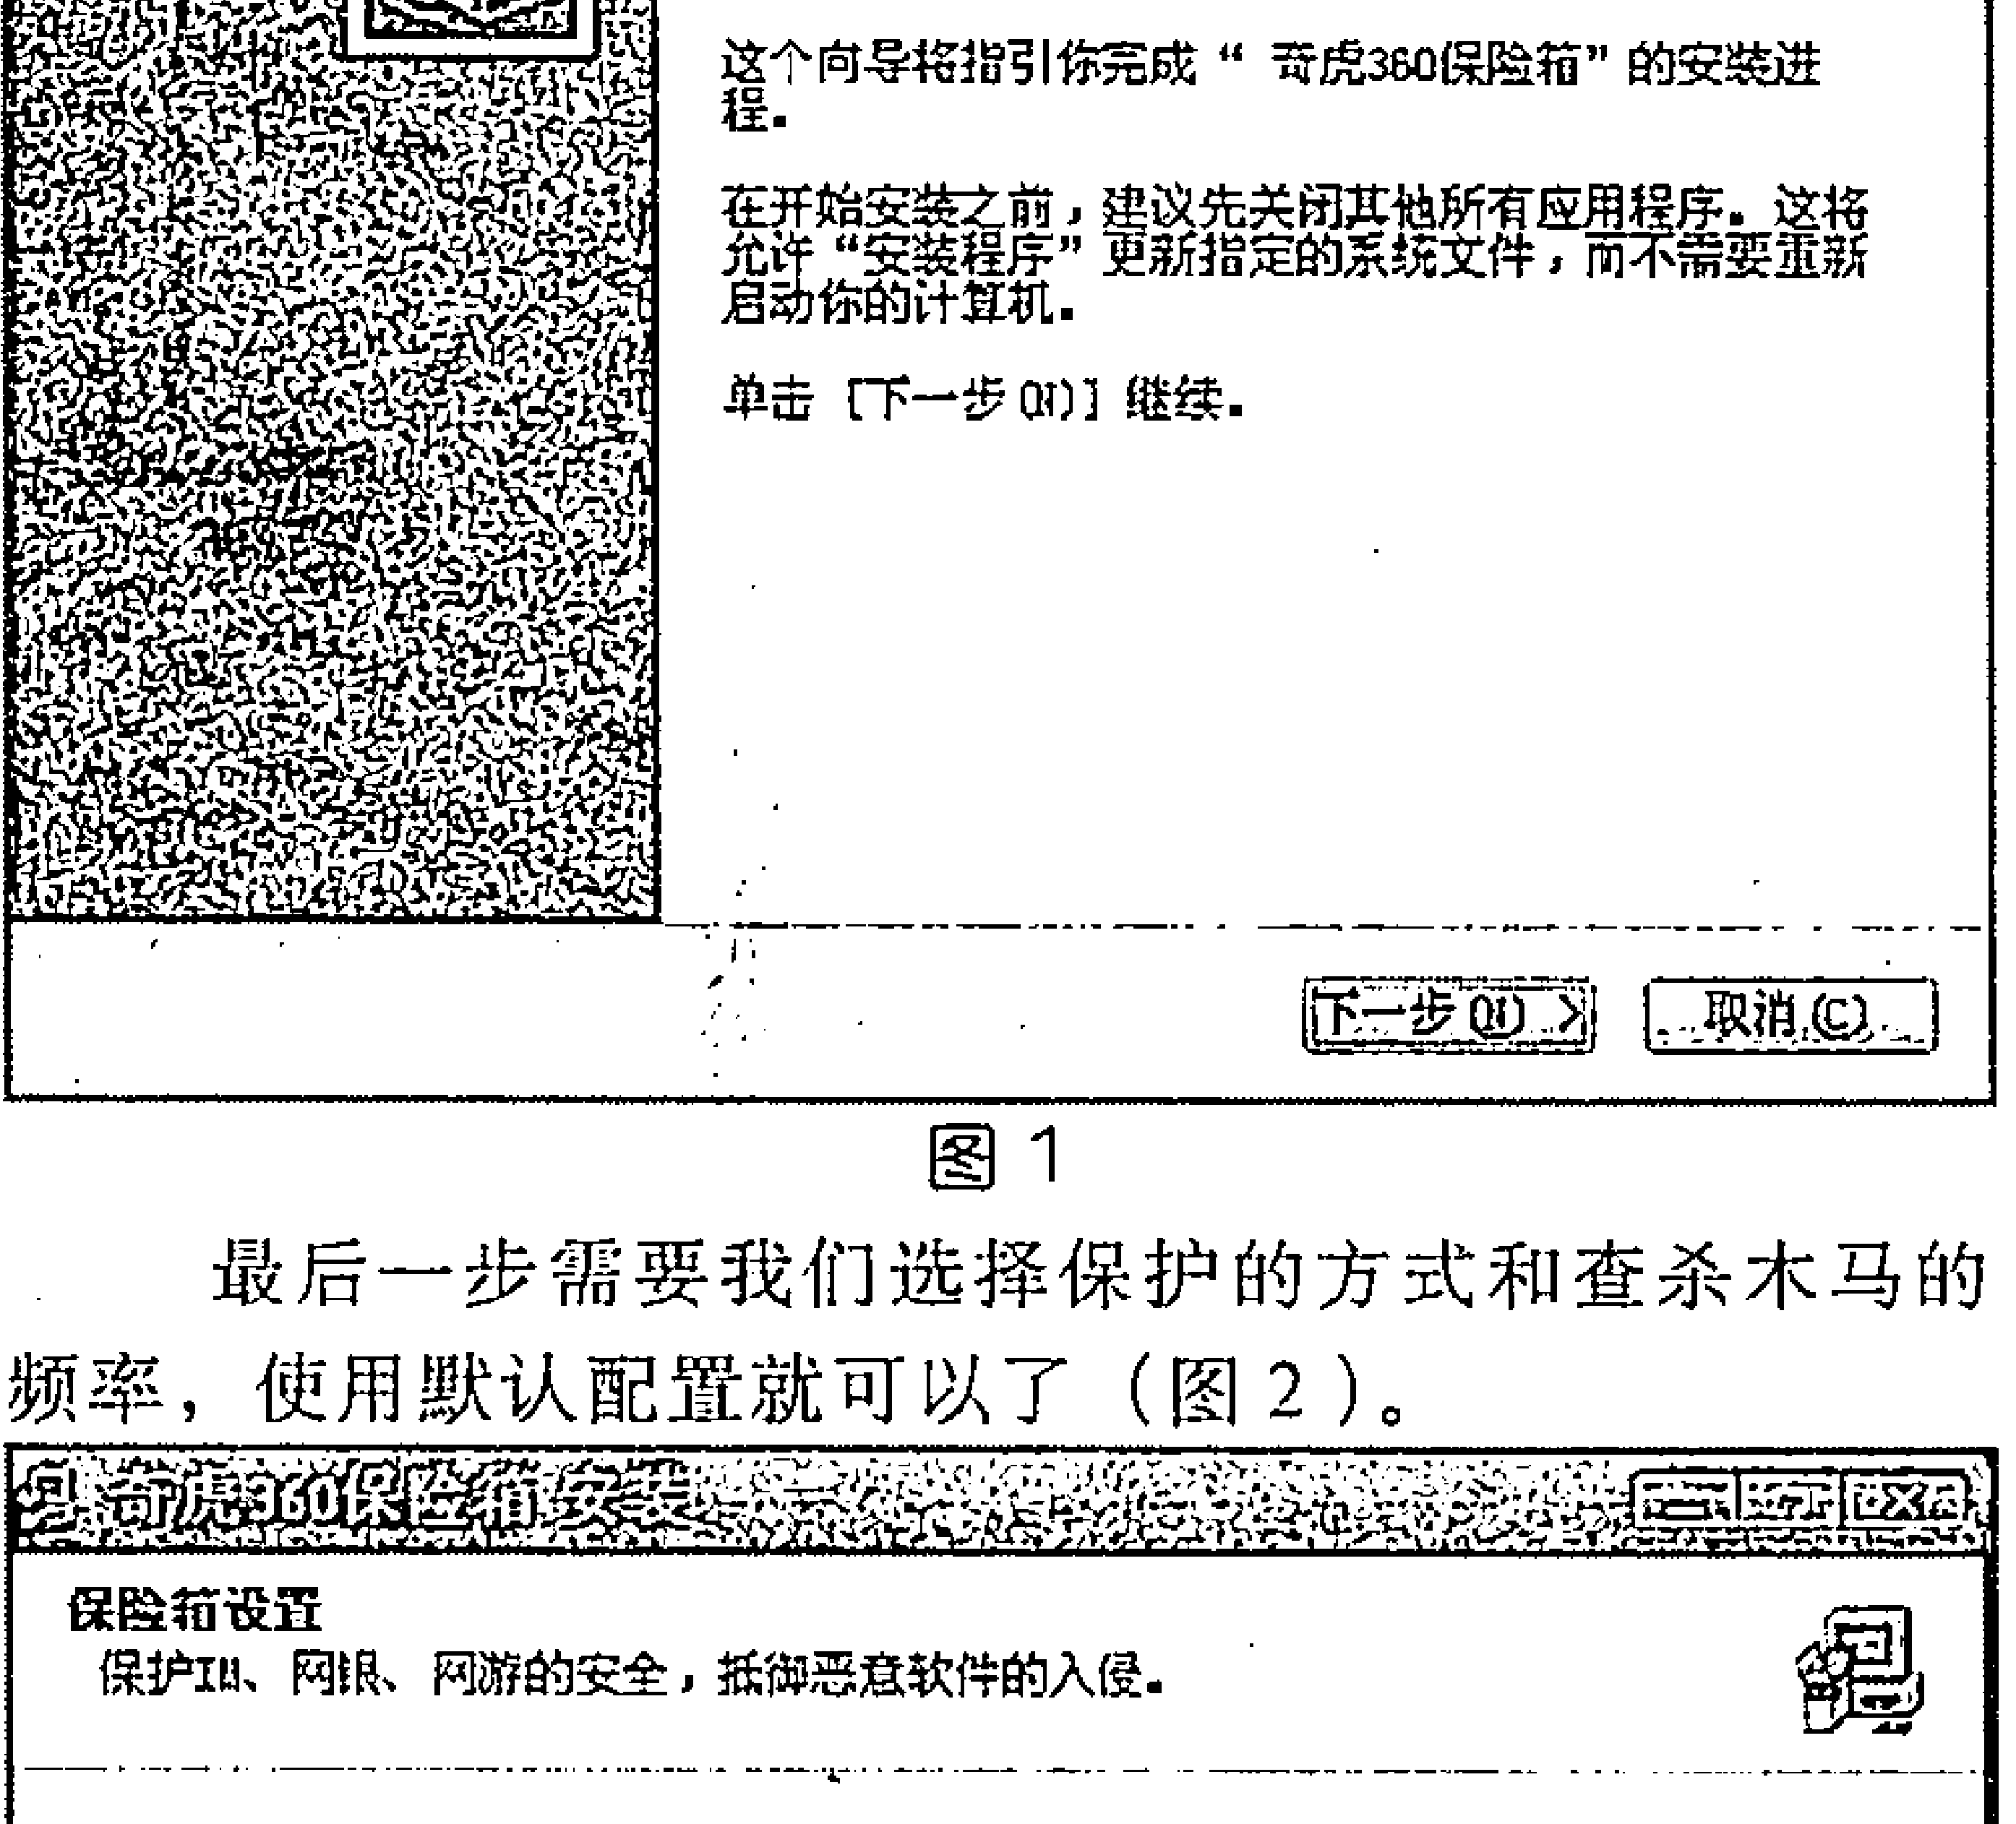 这个向导将指引你完成“ 奇虎360保险箱”的安装进
程。
在开始安装之前，建议先关闭其他所有应用程序。这将
允许“安装程序”更新指定的系统文件，而不需要重新
启动你的计算机。
单击 [下一步(N)] 继续。
下一步(N) >
取消(C)
图 1
最后一步需要我们选择保护的方式和查杀木马的
频率，使用默认配置就可以了（图 2）。
奇虎360保险箱 安装
保险箱设置
保护IM、网银、网游的安全，抵御恶意软件的入侵。